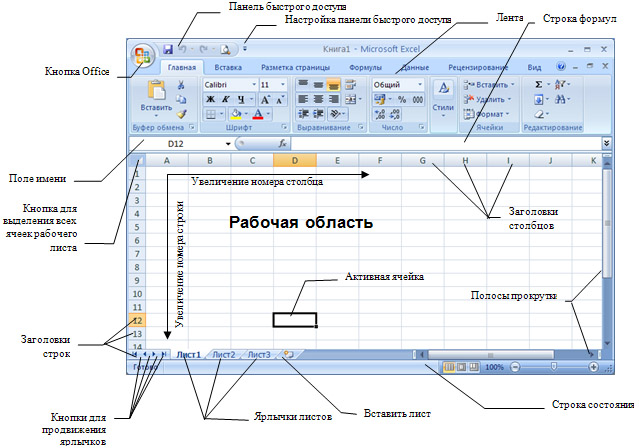 Панель быстрого доступа
Настройка панели быстрого доступа
Лента
Строка формул
Кнопка Office
Книга1 - Microsoft Excel
Главная Вставка Разметка страницы Формулы Данные Рецензирование Вид
Вставить
Calibri 11
Ж К Ч
Общий
% 000
Стили
Вставить
Удалить
Формат
Буфер обмена Шрифт Выравнивание Число Ячейки Редактирование
D12 fx
Поле имени
A B C D E F G H I J K
1
2
3
4
5
6
7
8
9
10
11
12
13
14
Увеличение номера столбца
Увеличение номера строки
Рабочая область
Кнопка для
выделения всех
ячеек рабочего
листа
Заголовки
столбцов
Активная ячейка
Полосы прокрутки
Заголовки
строк
Лист1 Лист2 Лист3
Готово
100%
Кнопки для
продвижения
ярлычков
Ярлычки листов
Вставить лист
Строка состояния